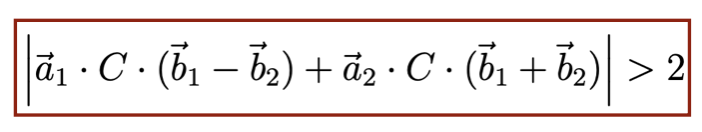 |a⃗₁ · C · (b⃗₁ − b⃗₂) + a⃗₂ · C · (b⃗₁ + b⃗₂)| > 2